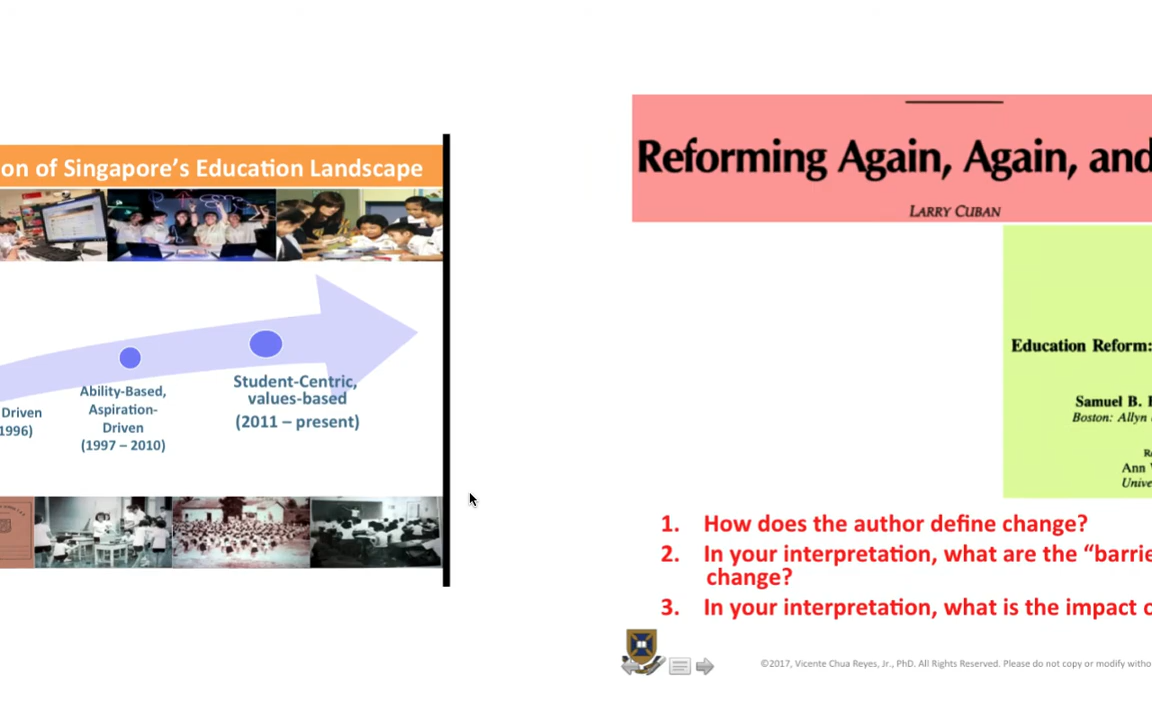 on of Singapore's Education Landscape
Driven
1996)
Ability-Based,
Aspiration-
Driven
(1997 – 2010)
Student-Centric,
values-based
(2011 – present)
Reforming Again, Again, and
LARRY CUBAN
Education Reform:
Samuel B.
Boston: Allyn
Ann
Unive
1. How does the author define change?
2. In your interpretation, what are the “barrie
change?
3. In your interpretation, what is the impact o
©2017, Vicente Chua Reyes, Jr., PhD. All Rights Reserved. Please do not copy or modify witho